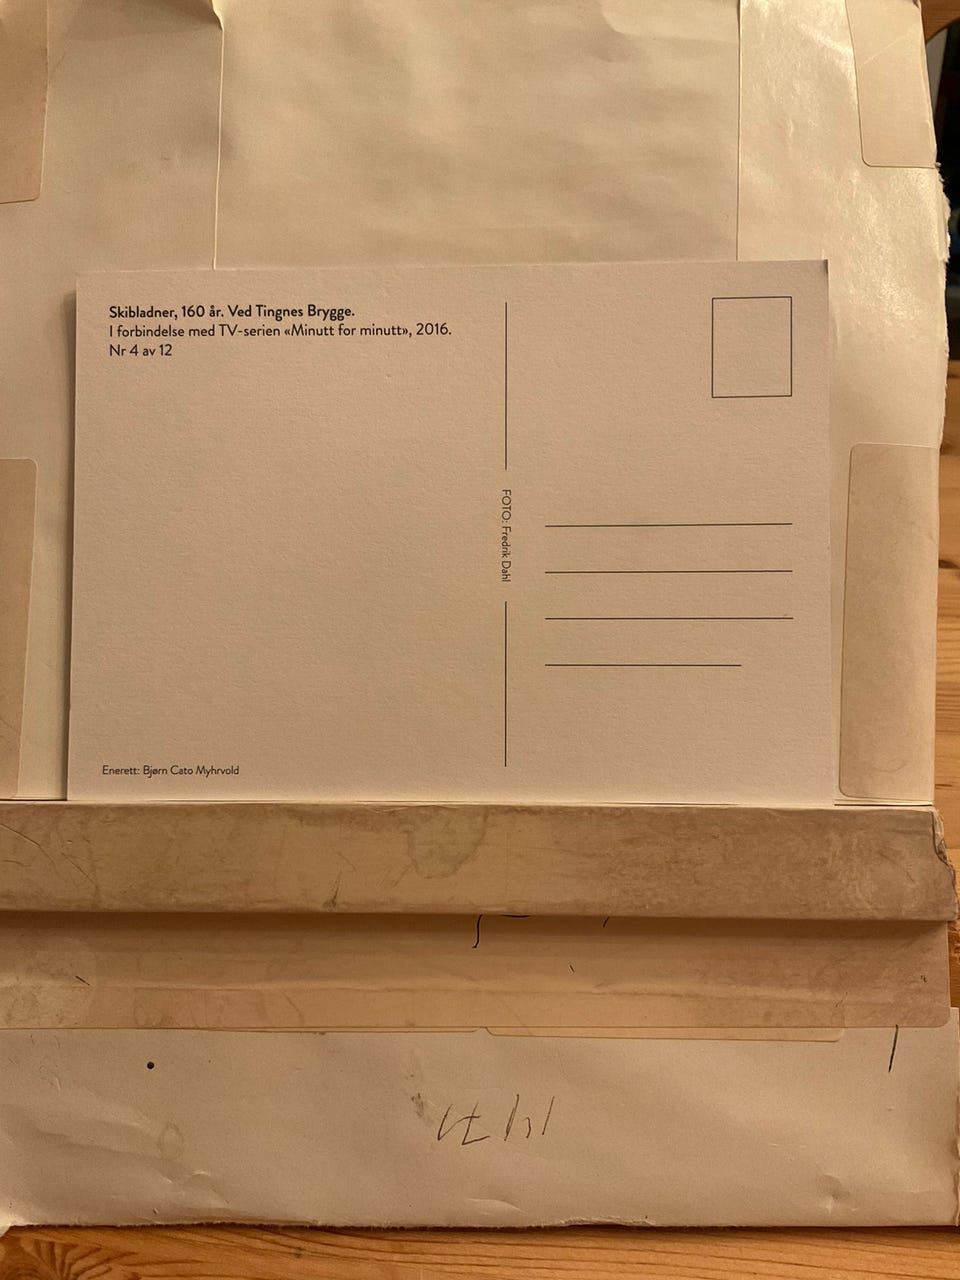 Skibladner, 160 år. Ved Tingnes Brygge.
I forbindelse med TV-serien «Minutt for minutt», 2016.
Nr 4 av 12
FOTO: Fredrik Dahl
Enerett: Bjørn Cato Myhrvold